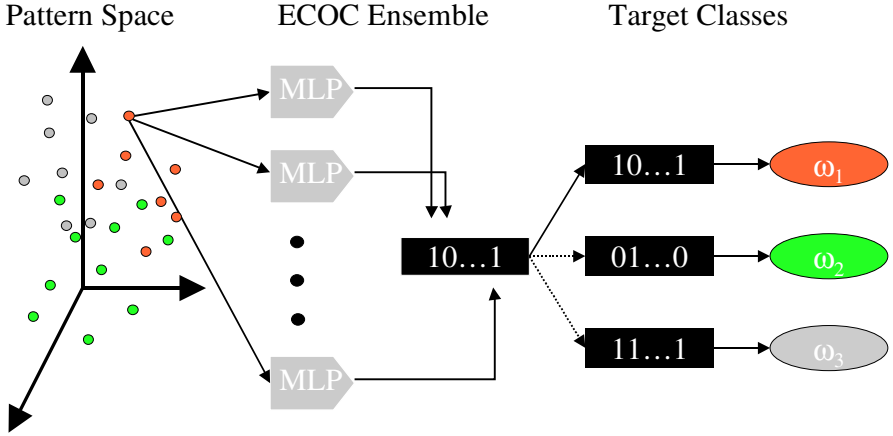 Pattern Space ECOC Ensemble Target Classes
MLP
MLP
10…1 ω1
10…1 01…0 ω2
11…1 ω3
MLP